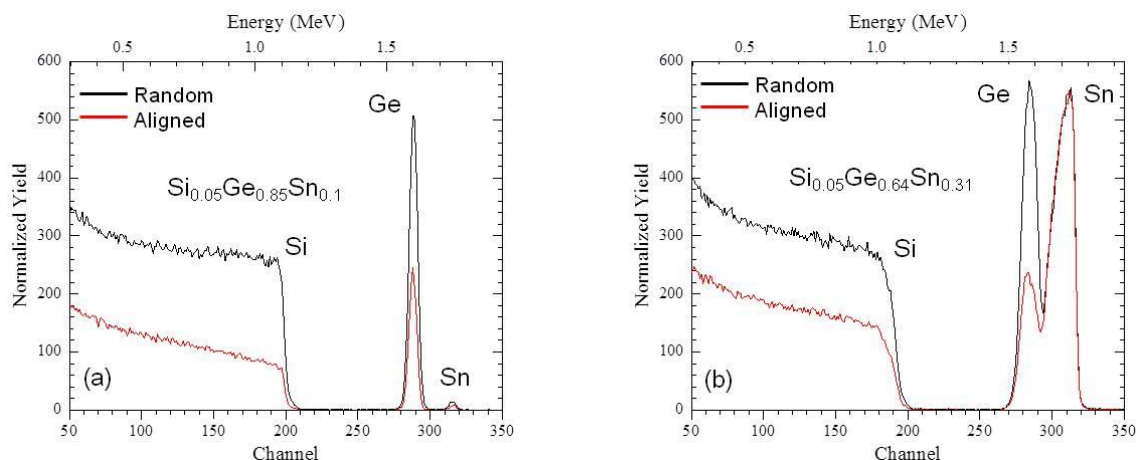 Energy (MeV)
0.5 1.0 1.5
600
500
400
300
200
100
0
Normalized Yield
Random
Aligned
Ge
Si0.05Ge0.85Sn0.1
Si
Sn
(a)
50 100 150 200 250 300 350
Channel
Energy (MeV)
0.5 1.0 1.5
600
500
400
300
200
100
0
Normalized Yield
Random
Aligned
Ge
Sn
Si0.05Ge0.64Sn0.31
Si
(b)
50 100 150 200 250 300 350
Channel